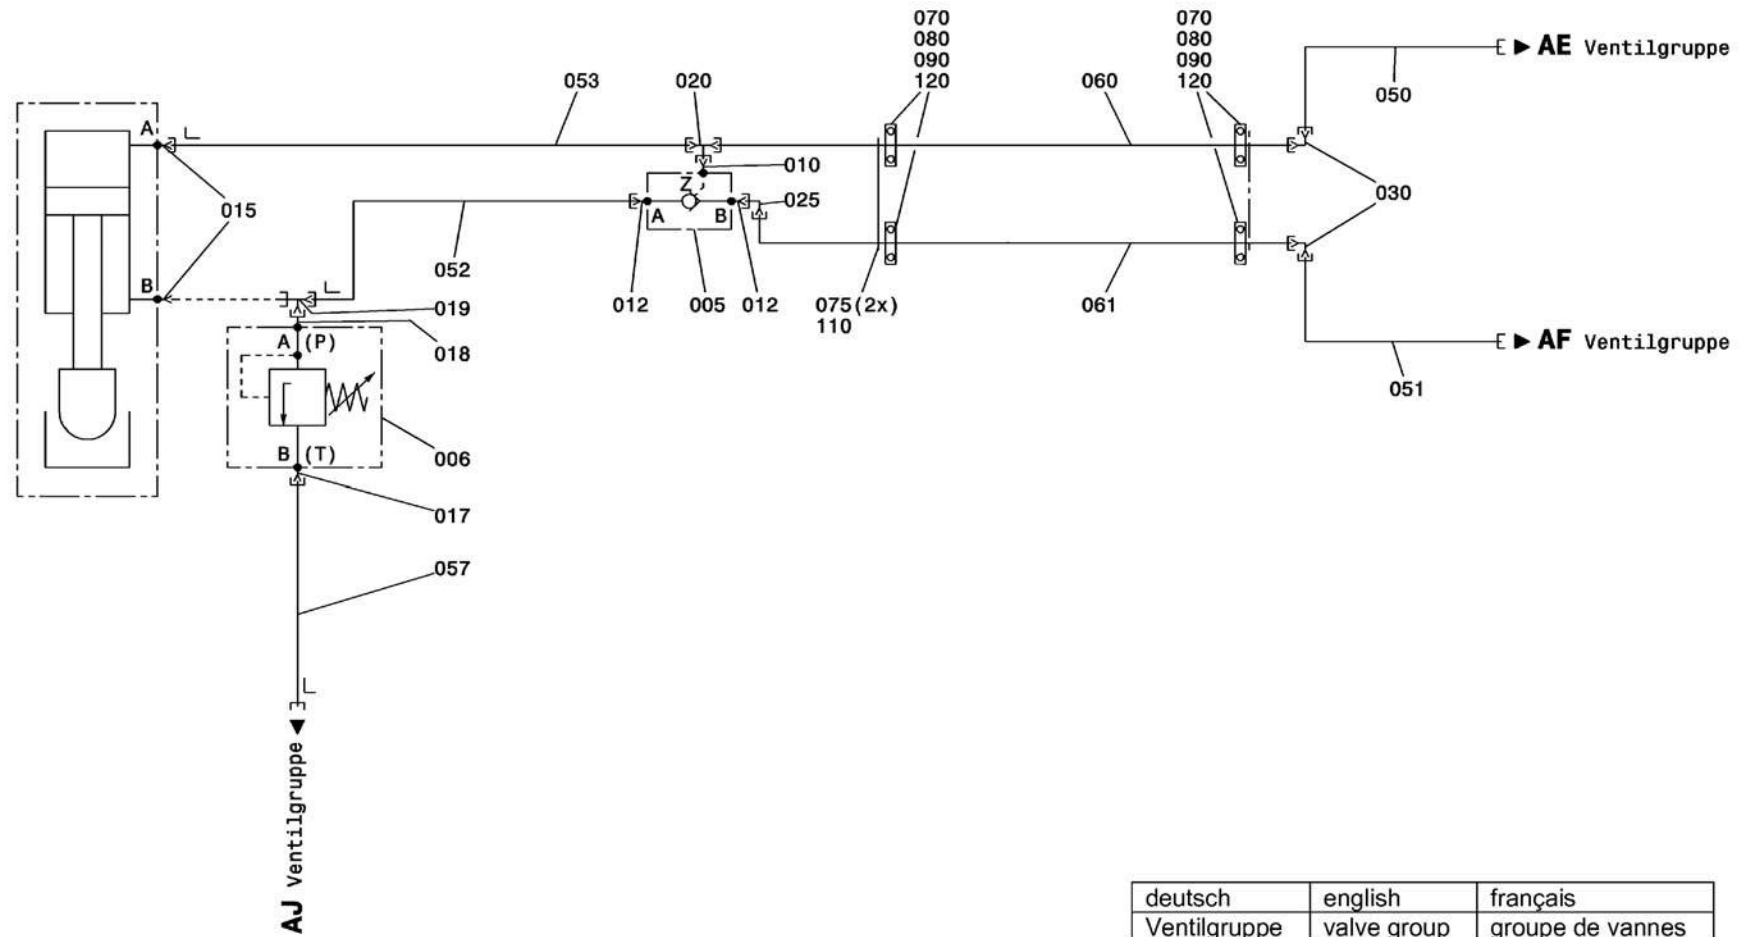 070
080
090
120
070
080
090
120
AE Ventilgruppe
053
020
060
050
A
010
030
Z
015
A
B
025
052
B
012
005
012
075(2x)
110
061
019
AF Ventilgruppe
A (P)
018
051
B (T)
006
017
057
AJ Ventilgruppe
deutsch english français
Ventilgruppe valve group groupe de vannes